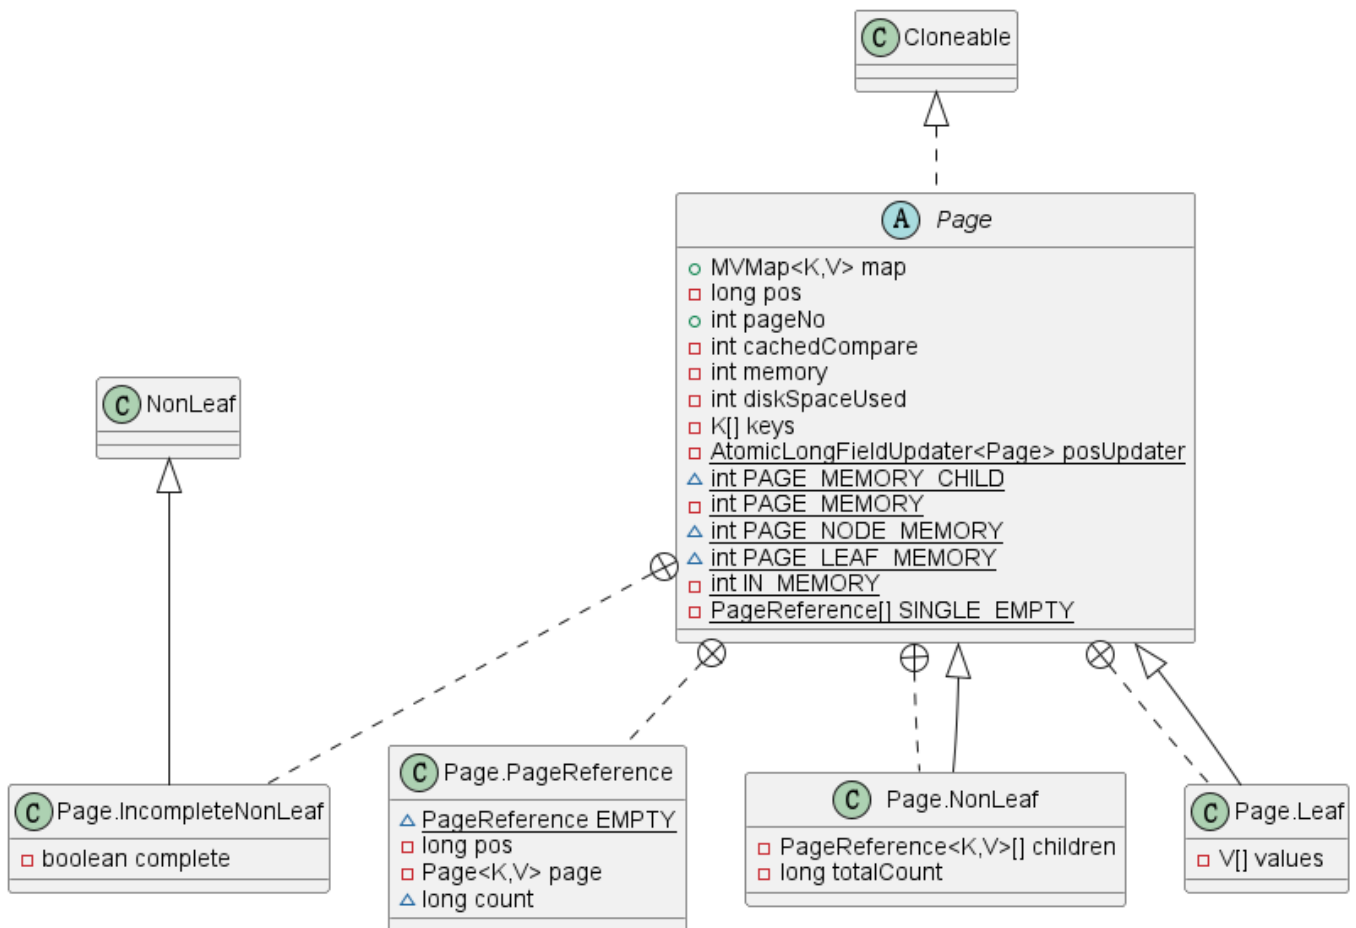 C Cloneable
A Page
MVMap<K,V> map
long pos
int pageNo
int cachedCompare
int memory
int diskSpaceUsed
K[] keys
AtomicLongFieldUpdater<Page> posUpdater
int PAGE_MEMORY_CHILD
int PAGE_MEMORY
int PAGE_NODE_MEMORY
int PAGE_LEAF_MEMORY
int IN_MEMORY
PageReference[] SINGLE_EMPTY
C NonLeaf
C Page.IncompleteNonLeaf
boolean complete
C Page.PageReference
PageReference EMPTY
long pos
Page<K,V> page
long count
C Page.NonLeaf
PageReference<K,V>[] children
long totalCount
C Page.Leaf
V[] values